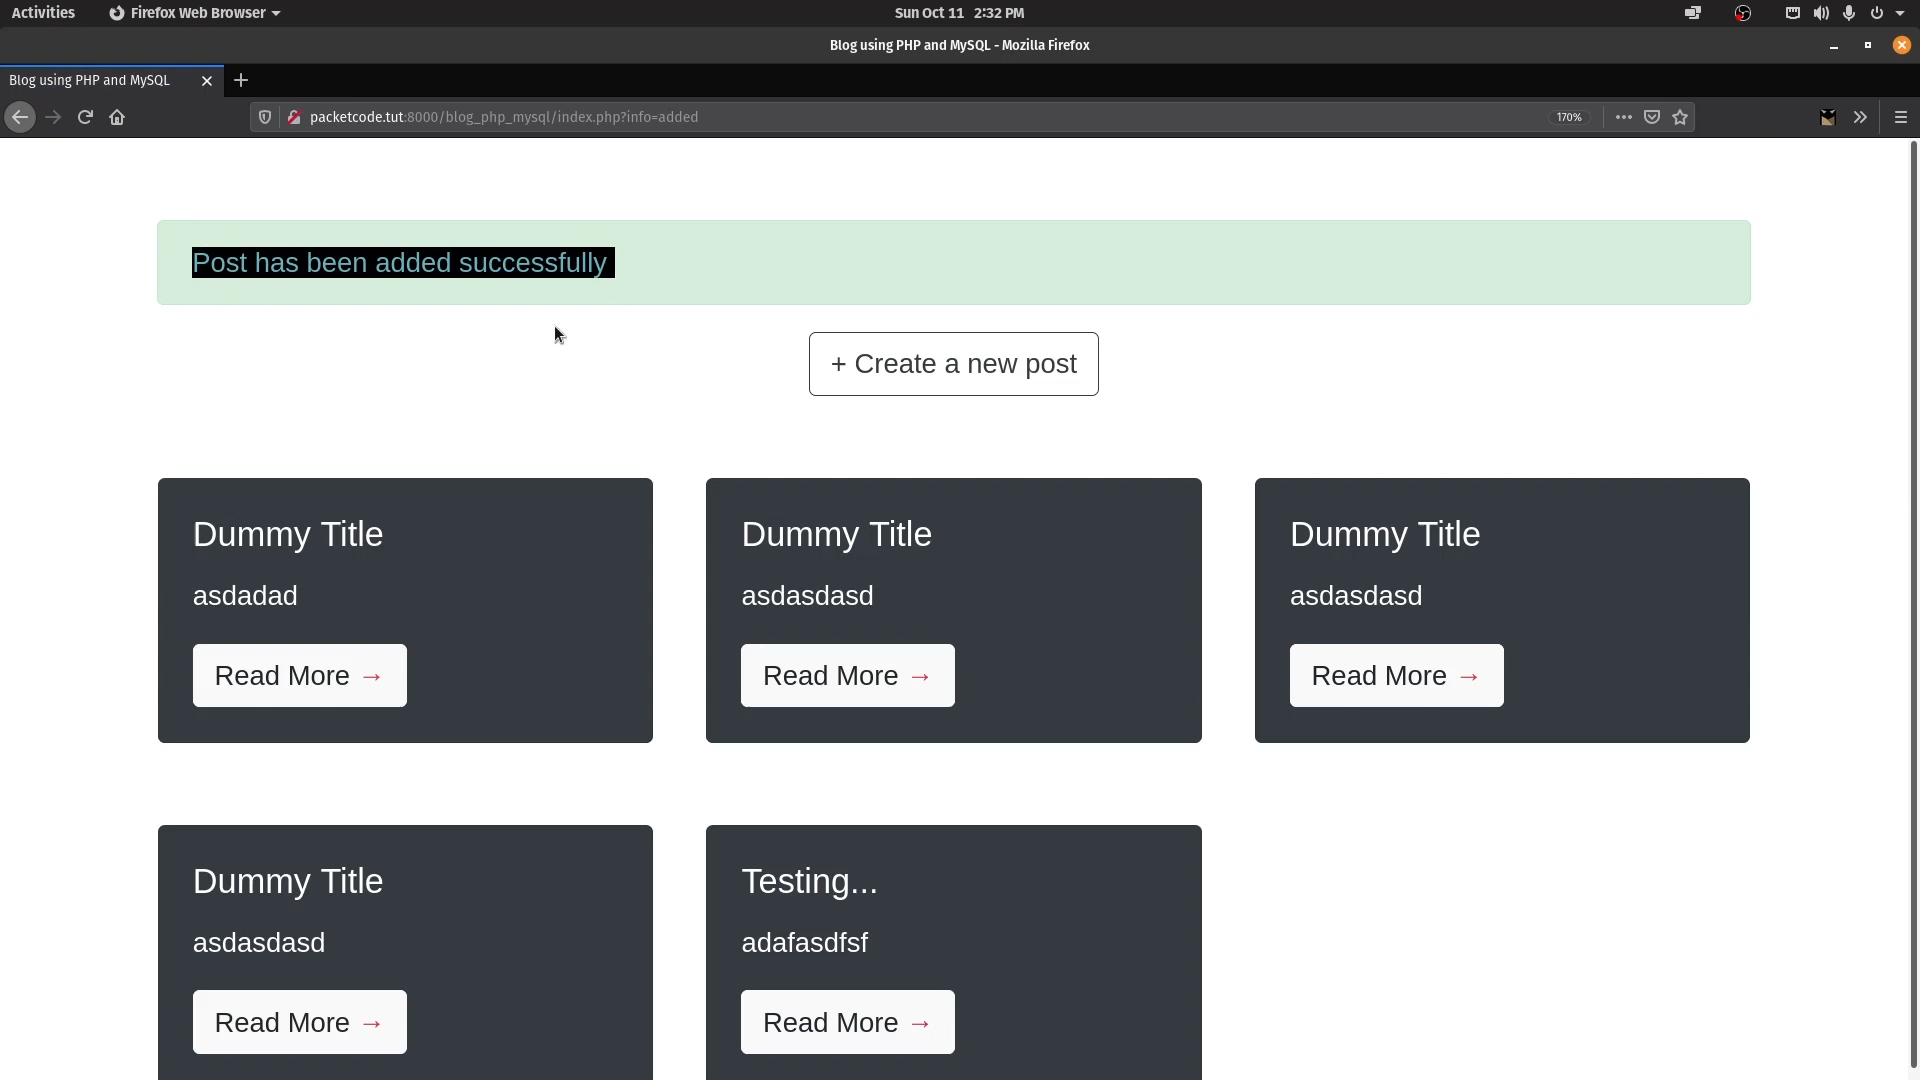 Activities Firefox Web Browser Sun Oct 11 2:32 PM
Blog using PHP and MySQL - Mozilla Firefox
Blog using PHP and MySQL
packetcode.tut:8000/blog_php_mysql/index.php?info=added 170%
Post has been added successfully
+ Create a new post
Dummy Title Dummy Title Dummy Title
asdadad asdasdasd asdasdasd
Read More → Read More → Read More →
Dummy Title Testing...
asdasdasd adafasdfsf
Read More → Read More →